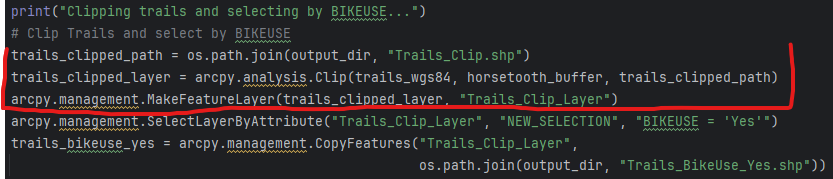 print("Clipping trails and selecting by BIKEUSE...")
# Clip Trails and select by BIKEUSE
trails_clipped_path = os.path.join(output_dir, "Trails_Clip.shp")
trails_clipped_layer = arcpy.analysis.Clip(trails_wgs84, horsetooth_buffer, trails_clipped_path)
arcpy.management.MakeFeatureLayer(trails_clipped_layer, "Trails_Clip_Layer")
arcpy.management.SelectLayerByAttribute("Trails_Clip_Layer", "NEW_SELECTION", "BIKEUSE = 'Yes'")
trails_bikeuse_yes = arcpy.management.CopyFeatures("Trails_Clip_Layer",
os.path.join(output_dir, "Trails_BikeUse_Yes.shp"))